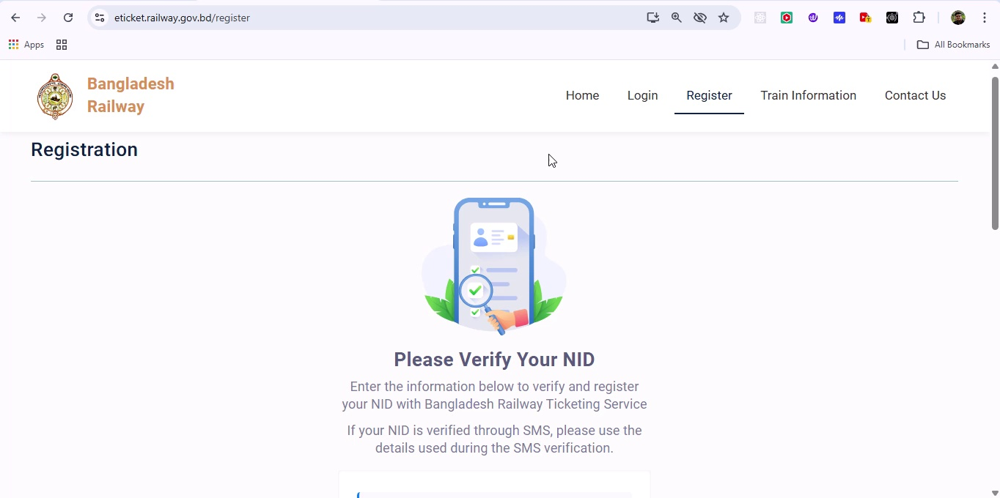 eticket.railway.gov.bd/register
Apps
All Bookmarks
Bangladesh
Railway
Home
Login
Register
Train Information
Contact Us
Registration
Please Verify Your NID
Enter the information below to verify and register
your NID with Bangladesh Railway Ticketing Service
If your NID is verified through SMS, please use the
details used during the SMS verification.